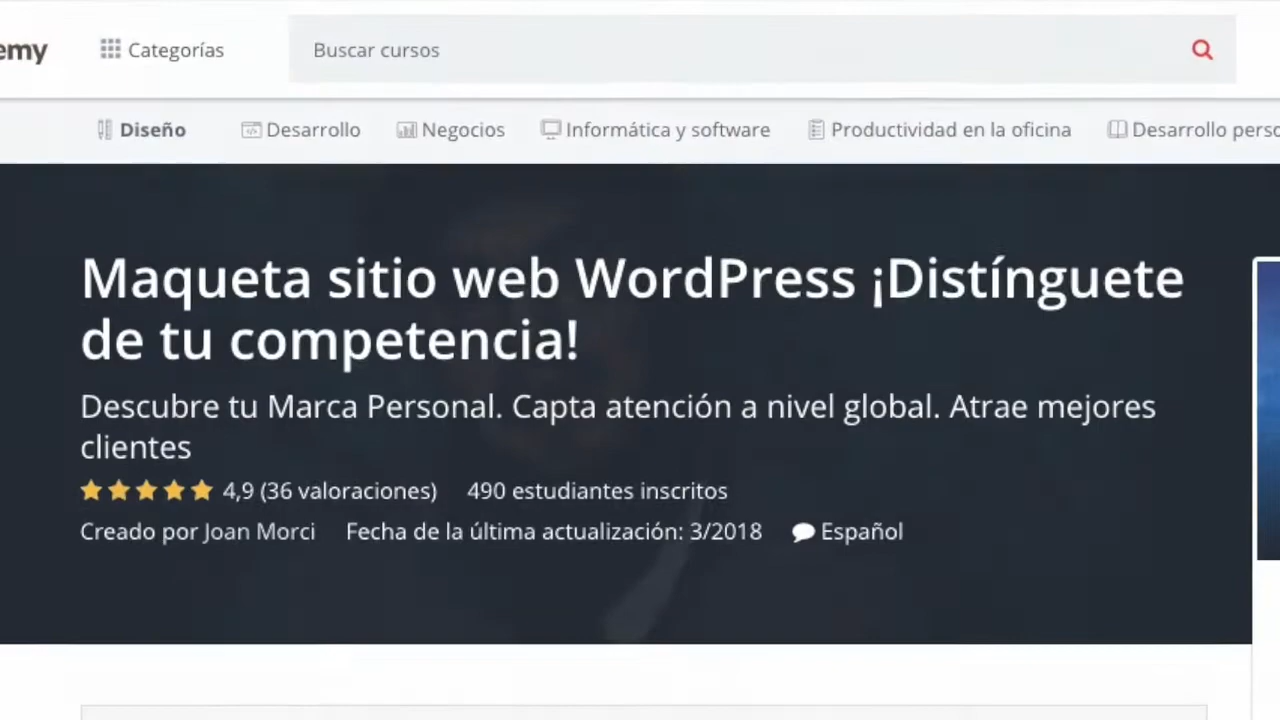 emy
Categorías
Buscar cursos
Diseño Desarrollo Negocios Informática y software Productividad en la oficina Desarrollo perso
Maqueta sitio web WordPress ¡Distínguete
de tu competencia!
Descubre tu Marca Personal. Capta atención a nivel global. Atrae mejores
clientes
4,9 (36 valoraciones) 490 estudiantes inscritos
Creado por Joan Morci Fecha de la última actualización: 3/2018 Español